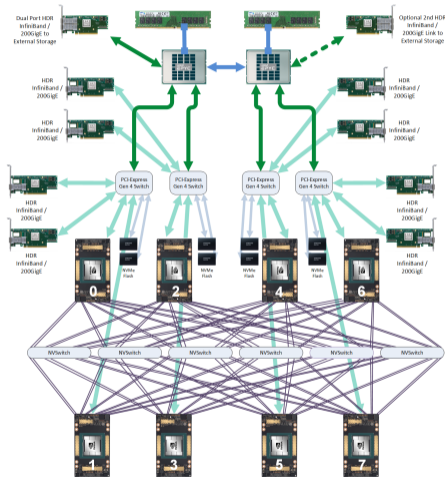 Dual Port HDR
InfiniBand /
200GigE to
External Storage
Optional 2nd HDR
InfiniBand /
200GigE Link to
External Storage
HDR
InfiniBand /
200GigE
HDR
InfiniBand /
200GigE
HDR
InfiniBand /
200GigE
HDR
InfiniBand /
200GigE
PCI-Express
Gen 4 Switch
PCI-Express
Gen 4 Switch
PCI-Express
Gen 4 Switch
PCI-Express
Gen 4 Switch
HDR
InfiniBand /
200GigE
HDR
InfiniBand /
200GigE
HDR
InfiniBand /
200GigE
HDR
InfiniBand /
200GigE
NVMe
Flash
NVMe
Flash
NVMe
Flash
NVMe
Flash
0
2
4
6
NVSwitch
NVSwitch
NVSwitch
NVSwitch
NVSwitch
NVSwitch
1
3
5
7